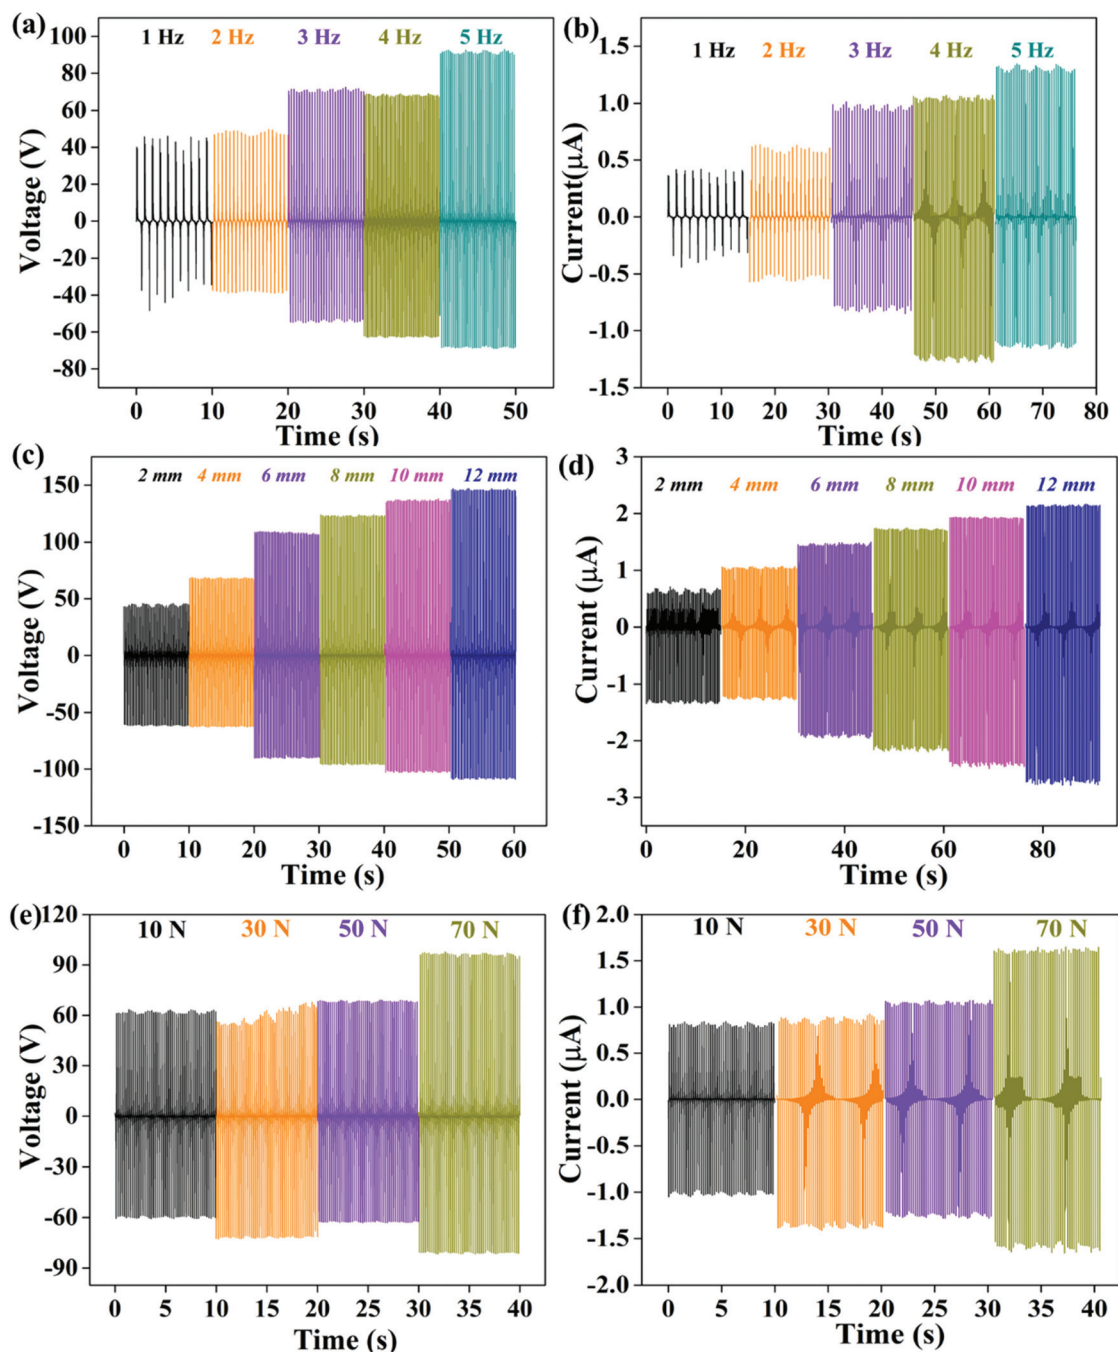 (a)
1 Hz 2 Hz 3 Hz 4 Hz 5 Hz
Voltage (V)
100
80
60
40
20
0
-20
-40
-60
-80
0 10 20 30 40 50
Time (s)
(b)
1 Hz 2 Hz 3 Hz 4 Hz 5 Hz
Current(μA)
1.5
1.0
0.5
0.0
-0.5
-1.0
-1.5
0 10 20 30 40 50 60 70 80
Time (s)
(c)
2 mm 4 mm 6 mm 8 mm 10 mm 12 mm
Voltage (V)
150
100
50
0
-50
-100
-150
0 10 20 30 40 50 60
Time (s)
(d)
2 mm 4 mm 6 mm 8 mm 10 mm 12 mm
Current (μA)
3
2
1
0
-1
-2
-3
0 20 40 60 80
Time (s)
(e)
10 N 30 N 50 N 70 N
Voltage (V)
120
90
60
30
0
-30
-60
-90
0 5 10 15 20 25 30 35 40
Time (s)
(f)
10 N 30 N 50 N 70 N
Current (μA)
2.0
1.5
1.0
0.5
0.0
-0.5
-1.0
-1.5
-2.0
0 5 10 15 20 25 30 35 40
Time (s)